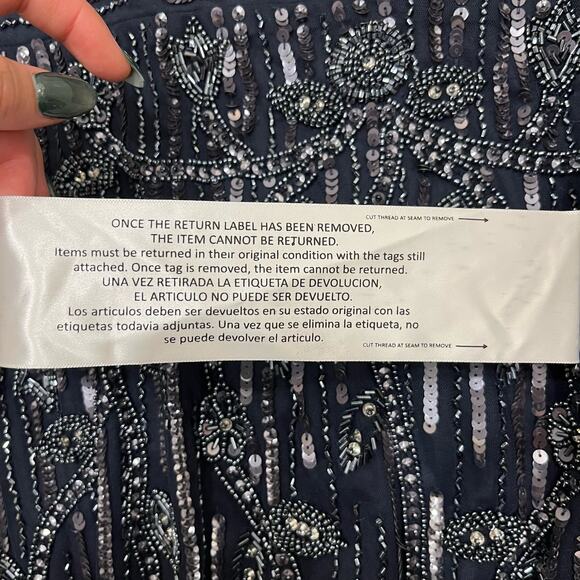 CUT THREAD AT SEAM TO REMOVE
ONCE THE RETURN LABEL HAS BEEN REMOVED,
THE ITEM CANNOT BE RETURNED.
Items must be returned in their original condition with the tags still
attached. Once tag is removed, the item cannot be returned.
UNA VEZ RETIRADA LA ETIQUETA DE DEVOLUCION,
EL ARTICULO NO PUEDE SER DEVUELTO.
Los articulos deben ser devueltos en su estado original con las
etiquetas todavia adjuntas. Una vez que se elimina la etiqueta, no
se puede devolver el articulo.
CUT THREAD AT SEAM TO REMOVE